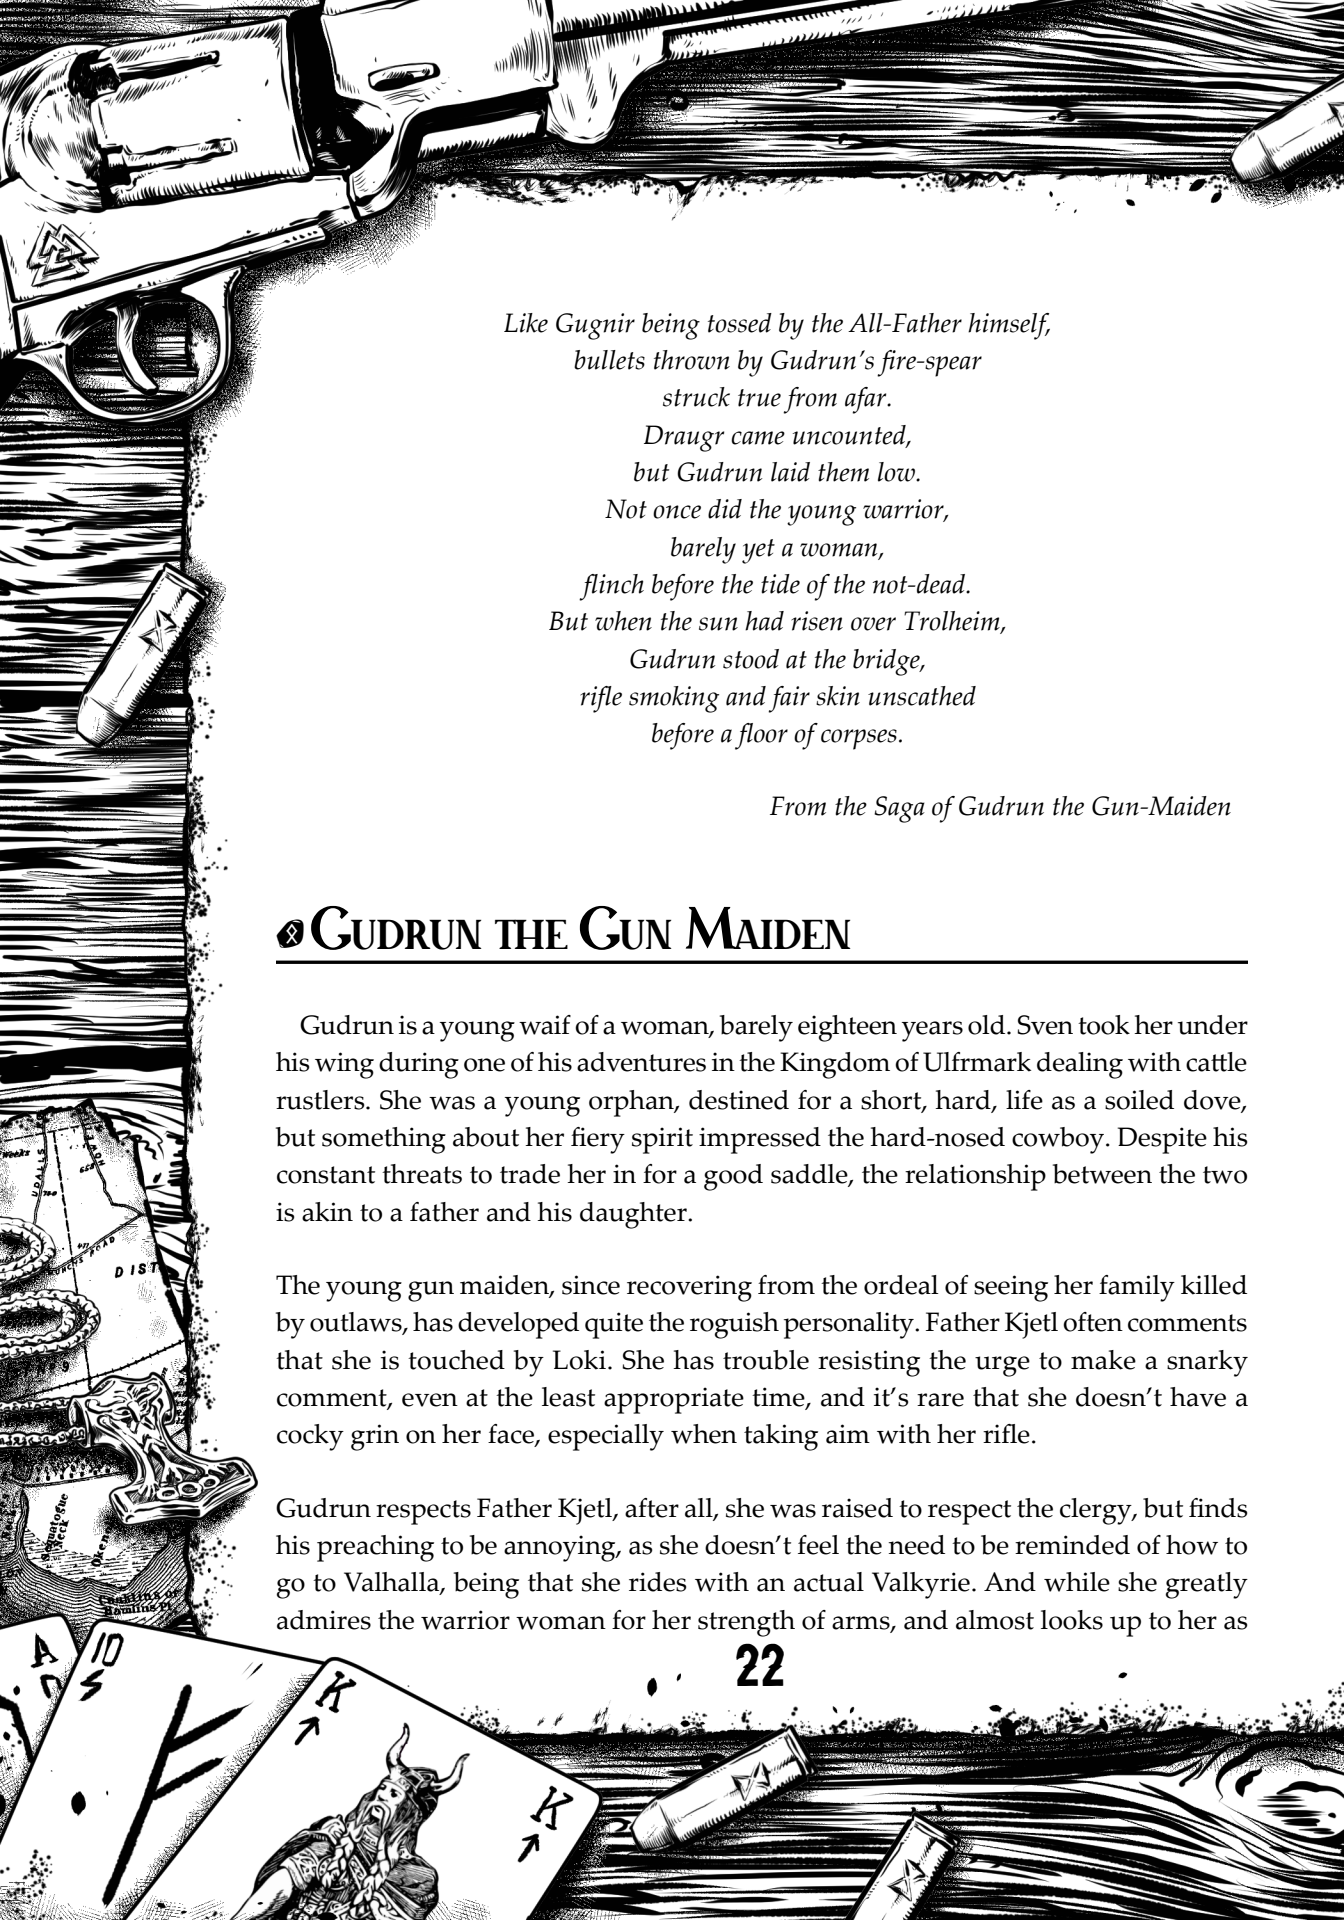 Like Gugnir being tossed by the All-Father himself,
bullets thrown by Gudrun’s fire-spear
struck true from afar.
Draugr came uncounted,
but Gudrun laid them low.
Not once did the young warrior,
barely yet a woman,
flinch before the tide of the not-dead.
But when the sun had risen over Trolheim,
Gudrun stood at the bridge,
rifle smoking and fair skin unscathed
before a floor of corpses.
From the Saga of Gudrun the Gun-Maiden
Gudrun the Gun Maiden
Gudrun is a young waif of a woman, barely eighteen years old. Sven took her under
his wing during one of his adventures in the Kingdom of Ulfrmark dealing with cattle
rustlers. She was a young orphan, destined for a short, hard, life as a soiled dove,
but something about her fiery spirit impressed the hard-nosed cowboy. Despite his
constant threats to trade her in for a good saddle, the relationship between the two
is akin to a father and his daughter.
The young gun maiden, since recovering from the ordeal of seeing her family killed
by outlaws, has developed quite the roguish personality. Father Kjetl often comments
that she is touched by Loki. She has trouble resisting the urge to make a snarky
comment, even at the least appropriate time, and it’s rare that she doesn’t have a
cocky grin on her face, especially when taking aim with her rifle.
Gudrun respects Father Kjetl, after all, she was raised to respect the clergy, but finds
his preaching to be annoying, as she doesn’t feel the need to be reminded of how to
go to Valhalla, being that she rides with an actual Valkyrie. And while she greatly
admires the warrior woman for her strength of arms, and almost looks up to her as
22
UDALLS
ROAD
DIST
A
10
K
K